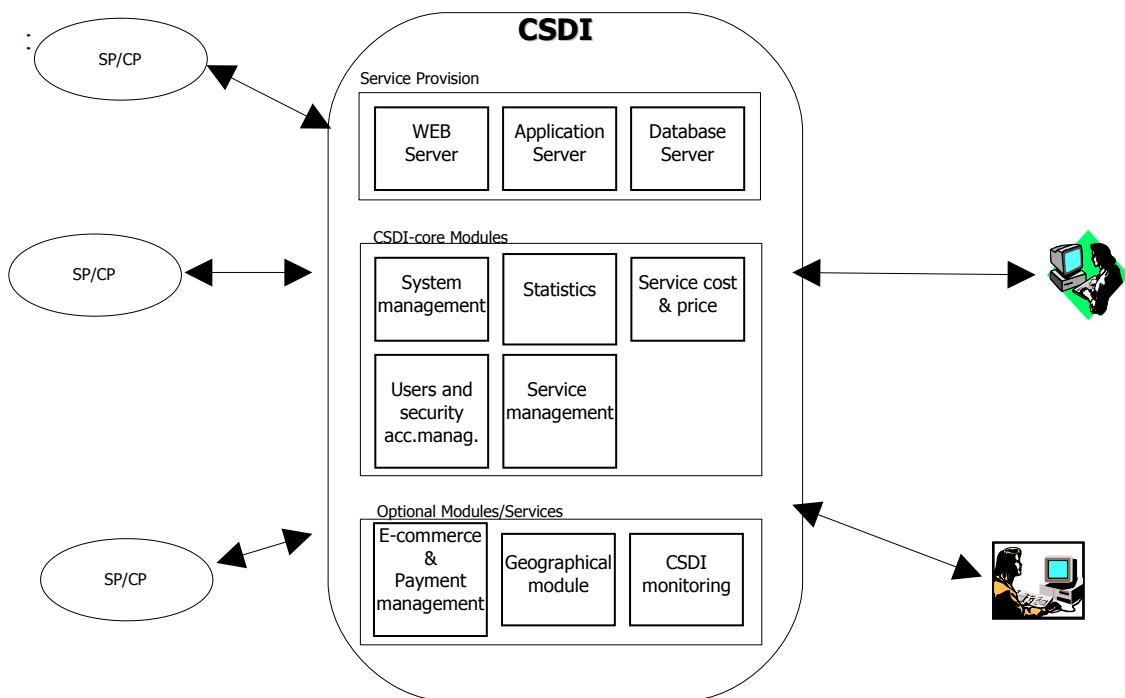 CSDI
SP/CP
Service Provision
WEB
Server
Application
Server
Database
Server
SP/CP
CSDI-core Modules
System
management
Statistics
Service cost
& price
Users and
security
acc.manag.
Service
management
SP/CP
Optional Modules/Services
E-commerce
&
Payment
management
Geographical
module
CSDI
monitoring